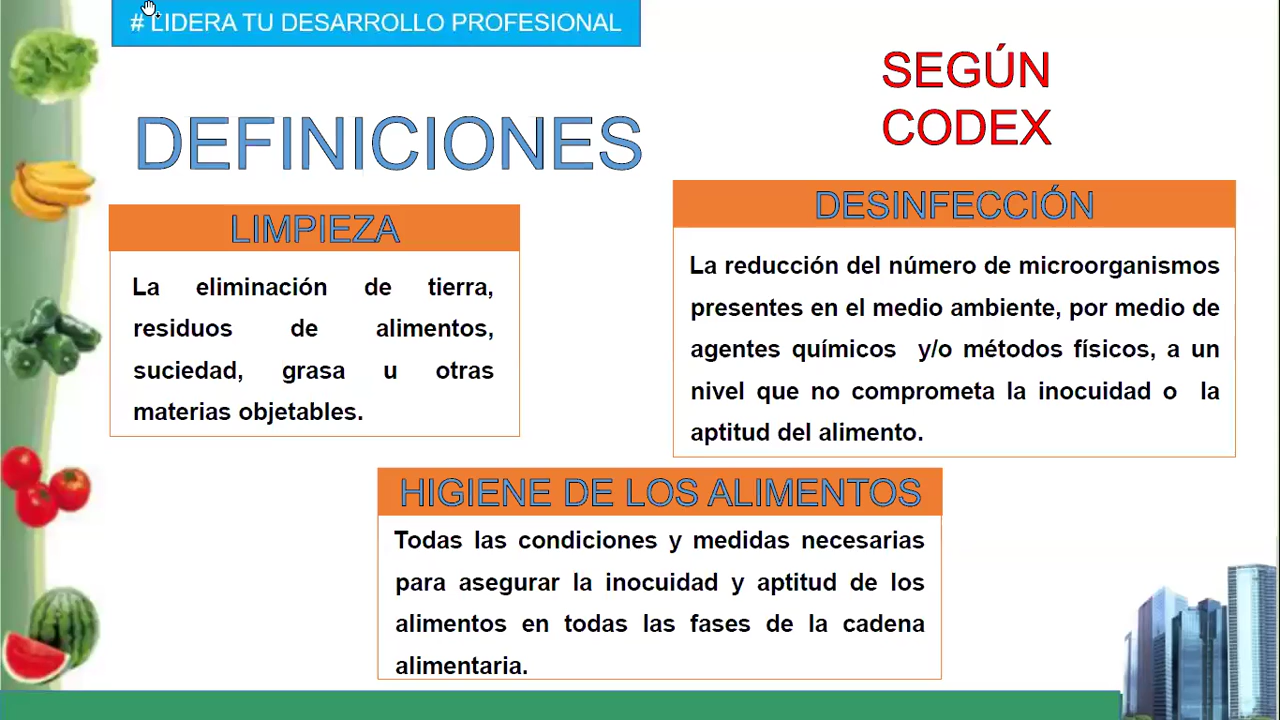 # LIDERA TU DESARROLLO PROFESIONAL
SEGÚN
CODEX
DEFINICIONES
LIMPIEZA
La eliminación de tierra,
residuos de alimentos,
suciedad, grasa u otras
materias objetables.
DESINFECCIÓN
La reducción del número de microorganismos
presentes en el medio ambiente, por medio de
agentes químicos y/o métodos físicos, a un
nivel que no comprometa la inocuidad o la
aptitud del alimento.
HIGIENE DE LOS ALIMENTOS
Todas las condiciones y medidas necesarias
para asegurar la inocuidad y aptitud de los
alimentos en todas las fases de la cadena
alimentaria.